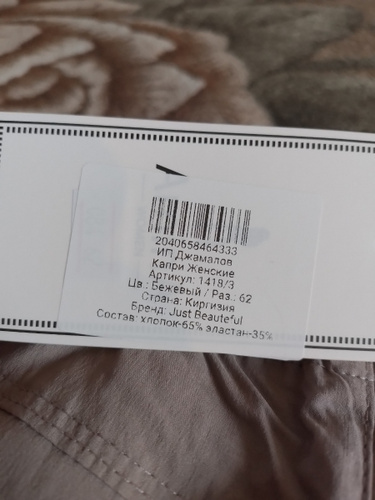 2040658464333
ИП Джамалов
Капри Женские
Артикул: 1418/3
Цв.: Бежевый / Раз.: 62
Страна: Киргизия
Бренд: Just Beauteful
Состав: хлопок-65% эластан-35%